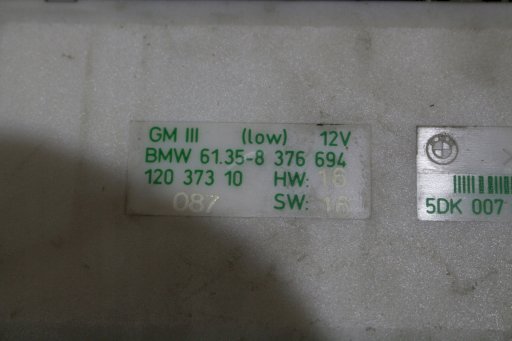 GM III (low) 12V
BMW 61.35-8 376 694
120 373 10 HW: 16
087 SW: 16
5DK 007